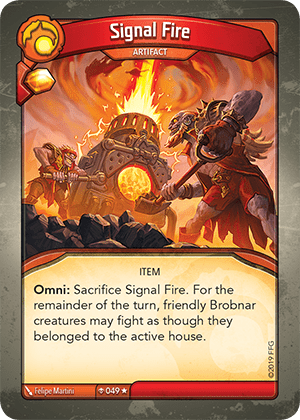 Signal Fire
ARTIFACT
ITEM
Omni: Sacrifice Signal Fire. For the
remainder of the turn, friendly Brobnar
creatures may fight as though they
belonged to the active house.
Felipe Martini
049
©2019 FFG